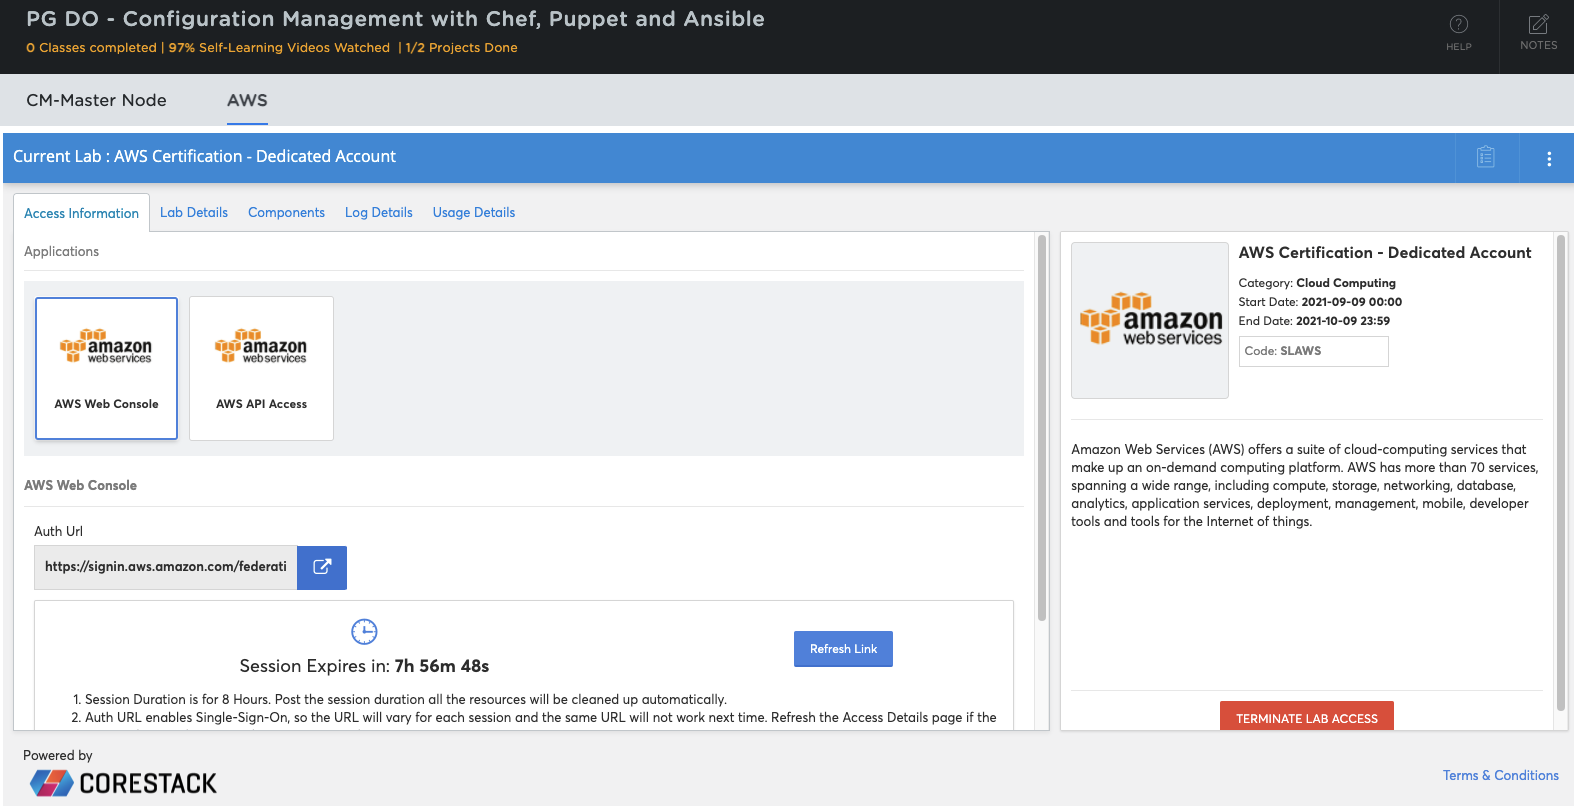 PG DO - Configuration Management with Chef, Puppet and Ansible
0 Classes completed | 97% Self-Learning Videos Watched | 1/2 Projects Done
HELP
NOTES
CM-Master Node
AWS
Current Lab : AWS Certification - Dedicated Account
Access Information
Lab Details
Components
Log Details
Usage Details
Applications
amazon
webservices
AWS Web Console
amazon
webservices
AWS API Access
AWS Web Console
Auth Url
https://signin.aws.amazon.com/federati
Session Expires in: 7h 56m 48s
Refresh Link
1. Session Duration is for 8 Hours. Post the session duration all the resources will be cleaned up automatically.
2. Auth URL enables Single-Sign-On, so the URL will vary for each session and the same URL will not work next time. Refresh the Access Details page if the
amazon
webservices
AWS Certification - Dedicated Account
Category: Cloud Computing
Start Date: 2021-09-09 00:00
End Date: 2021-10-09 23:59
Code: SLAWS
Amazon Web Services (AWS) offers a suite of cloud-computing services that
make up an on-demand computing platform. AWS has more than 70 services,
spanning a wide range, including compute, storage, networking, database,
analytics, application services, deployment, management, mobile, developer
tools and tools for the Internet of things.
TERMINATE LAB ACCESS
Powered by
CORESTACK
Terms & Conditions